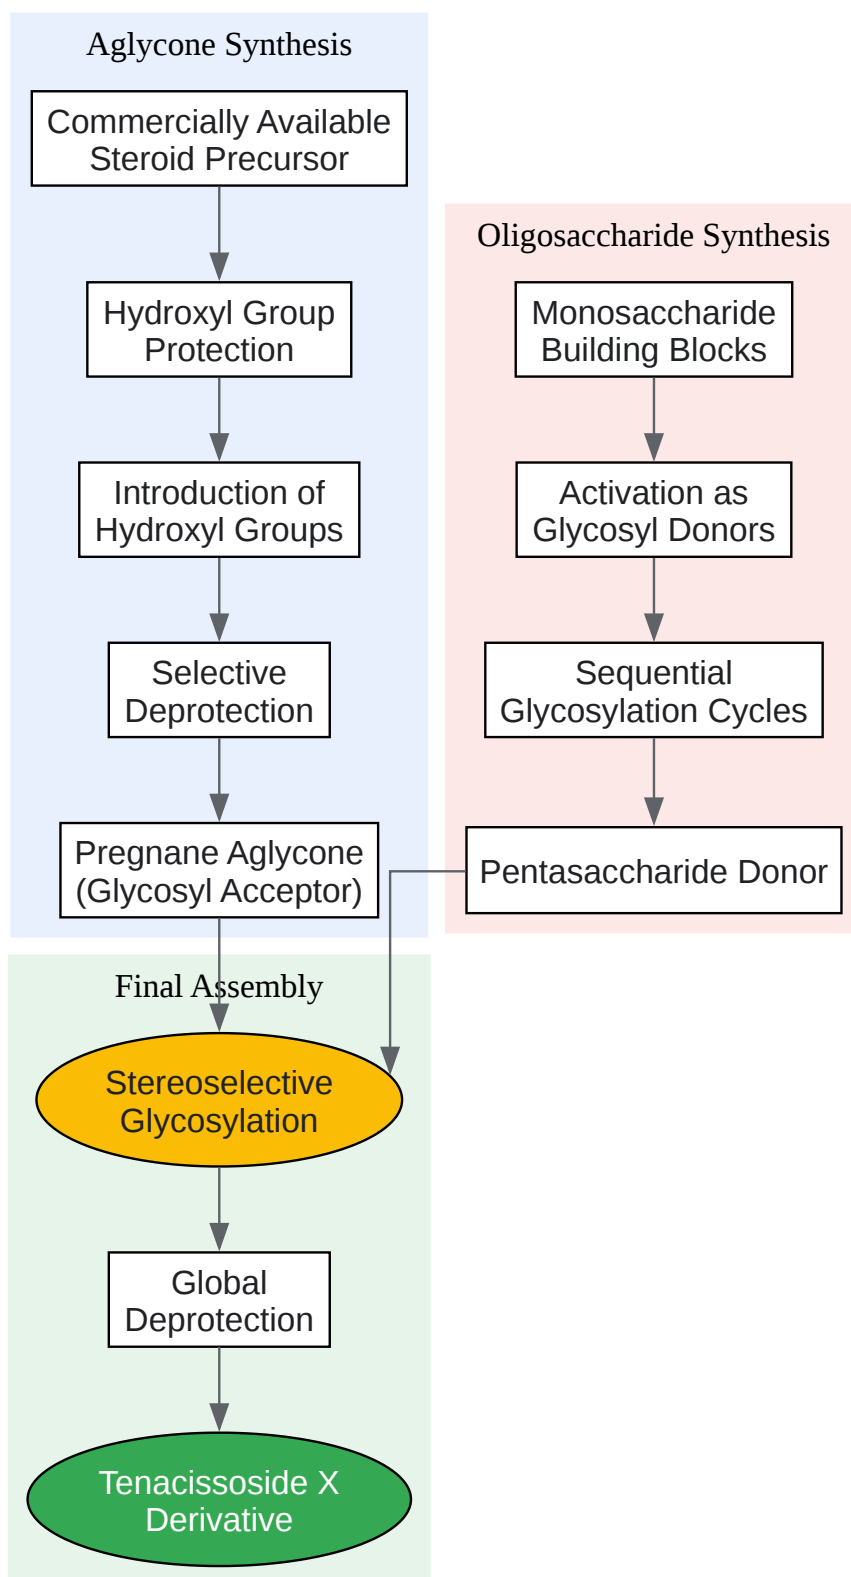 Aglycone Synthesis
Commercially Available
Steroid Precursor
Hydroxyl Group
Protection
Introduction of
Hydroxyl Groups
Selective
Deprotection
Pregnane Aglycone
(Glycosyl Acceptor)
Oligosaccharide Synthesis
Monosaccharide
Building Blocks
Activation as
Glycosyl Donors
Sequential
Glycosylation Cycles
Pentasaccharide Donor
Final Assembly
Stereoselective
Glycosylation
Global
Deprotection
Tenacissoside X
Derivative